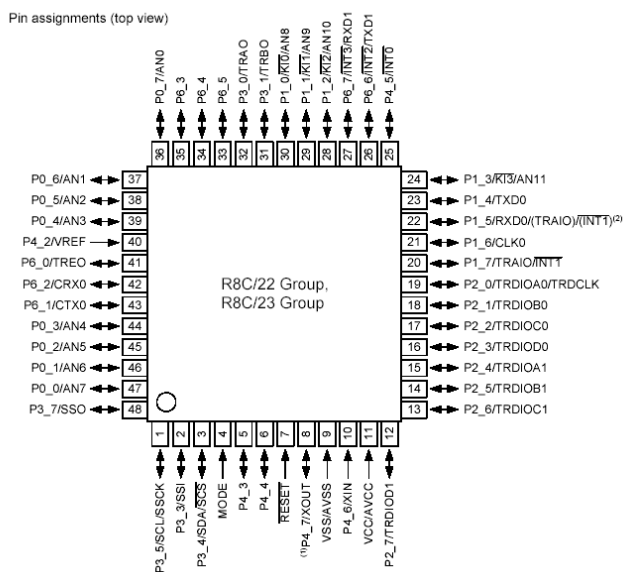 Pin assignments (top view)
P0_7/AN0
P6_3
P6_4
P6_5
P3_0/TRAO
P3_1/TRBO
P1_0/KI0/AN8
P1_1/KI1/AN9
P1_2/KI2/AN10
P6_7/INT3/RXD1
P6_6/INT2/TXD1
P4_5/INT0
36
35
34
33
32
31
30
29
28
27
26
25
P0_6/AN1 37
P0_5/AN2 38
P0_4/AN3 39
P4_2/VREF 40
P6_0/TREO 41
P6_2/CRX0 42
P6_1/CTX0 43
P0_3/AN4 44
P0_2/AN5 45
P0_1/AN6 46
P0_0/AN7 47
P3_7/SSO 48
R8C/22 Group,
R8C/23 Group
24 P1_3/KI3/AN11
23 P1_4/TXD0
22 P1_5/RXD0/(TRAIO)/(INT1)(2)
21 P1_6/CLK0
20 P1_7/TRAIO/INT1
19 P2_0/TRDIOA0/TRDCLK
18 P2_1/TRDIOB0
17 P2_2/TRDIOC0
16 P2_3/TRDIOD0
15 P2_4/TRDIOA1
14 P2_5/TRDIOB1
13 P2_6/TRDIOC1
1
2
3
4
5
6
7
8
9
10
11
12
P3_5/SCL/SSCK
P3_3/SSI
P3_4/SDA/SCS
MODE
P4_3
P4_4
RESET
(1)P4_7/XOUT
VSS/AVSS
P4_6/XIN
VCC/AVCC
P2_7/TRDIOD1